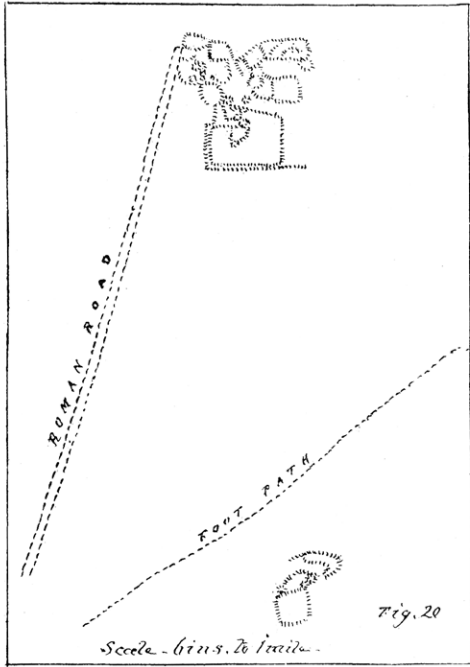 ROMAN ROAD
FOOT PATH
Fig. 20
Scale - 6ins. to 1 mile -